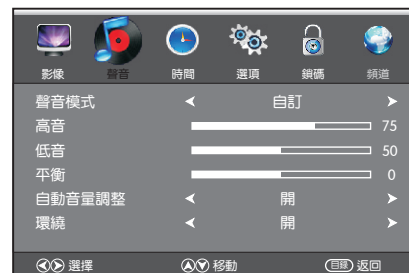 影像 聲音 時間 選項 鎖碼 頻道
聲音模式 自訂
高音 75
低音 50
平衡 0
自動音量調整 開
環繞 開
選擇 移動 目錄 返回